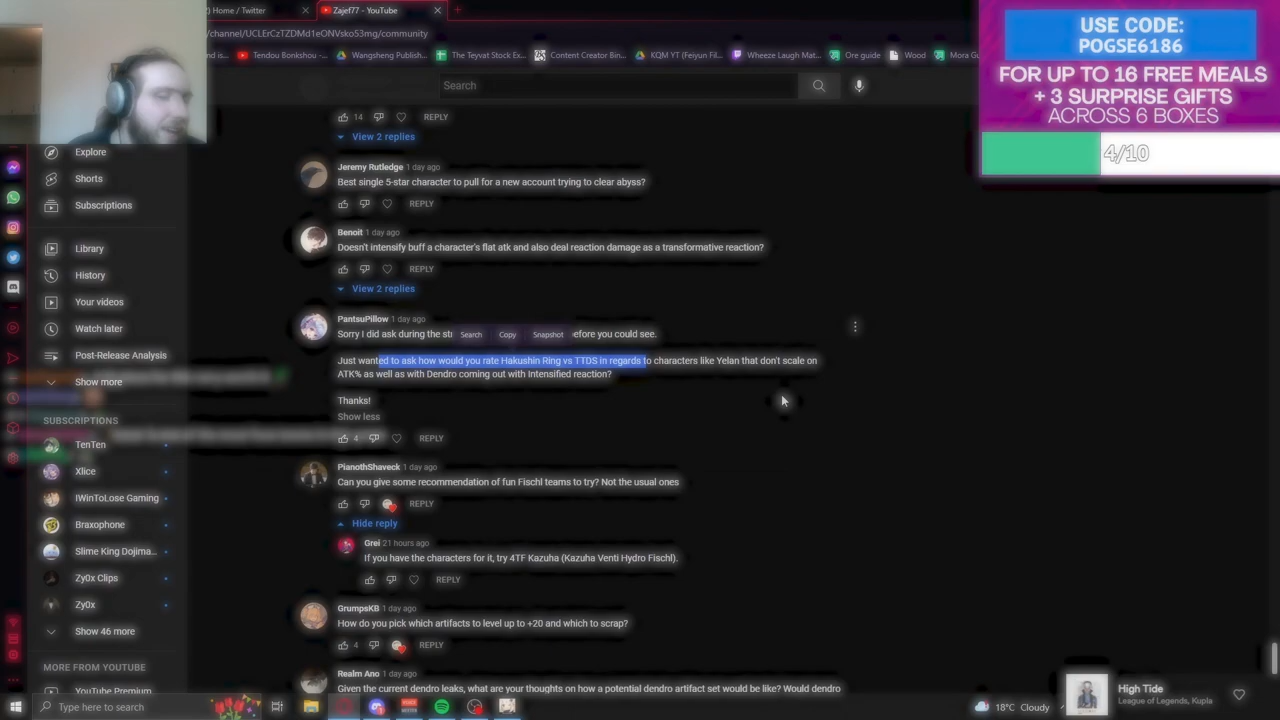 ) Home / Twitter
Zajef77 - YouTube
/channel/UCLErCzTZDMd1eONVsko53mg/community
nd is...
Tendou Bonkishou -...
Wangsheng Publish...
The Teyvat Stock Ex...
Content Creator Bin...
KQM YT (Feiyun Fil...
Wheeze Laugh Mat...
Ore guide
Wood
Mora Gu
USE CODE:
POGSE6186
FOR UP TO 16 FREE MEALS
+ 3 SURPRISE GIFTS
ACROSS 6 BOXES
4/10
Search
Explore
Shorts
Subscriptions
Library
History
Your videos
Watch later
Post-Release Analysis
Show more
SUBSCRIPTIONS
TenTen
Xlice
IWinToLose Gaming
Braxophone
Slime King Dojima...
Zy0x Clips
Zy0x
Show 46 more
MORE FROM YOUTUBE
YouTube Premium
14 REPLY
View 2 replies
Jeremy Rutledge 1 day ago
Best single 5-star character to pull for a new account trying to clear abyss?
REPLY
Benoit 1 day ago
Doesn't intensify buff a character's flat atk and also deal reaction damage as a transformative reaction?
REPLY
View 2 replies
PantsuPillow 1 day ago
Sorry I did ask during the str
Search Copy Snapshot
efore you could see.
Just wanted to ask how would you rate Hakushin Ring vs TTDS in regards to characters like Yelan that don't scale on
ATK% as well as with Dendro coming out with Intensified reaction?
Thanks!
Show less
4 REPLY
PianothShaveck 1 day ago
Can you give some recommendation of fun Fischl teams to try? Not the usual ones
REPLY
Hide reply
Grei 21 hours ago
If you have the characters for it, try 4TF Kazuha (Kazuha Venti Hydro Fischl).
REPLY
GrumpsKB 1 day ago
How do you pick which artifacts to level up to +20 and which to scrap?
4 REPLY
Realm Ano 1 day ago
Given the current dendro leaks, what are your thoughts on how a potential dendro artifact set would be like? Would dendro
Type here to search
18°C Cloudy
High Tide
League of Legends, Kupla